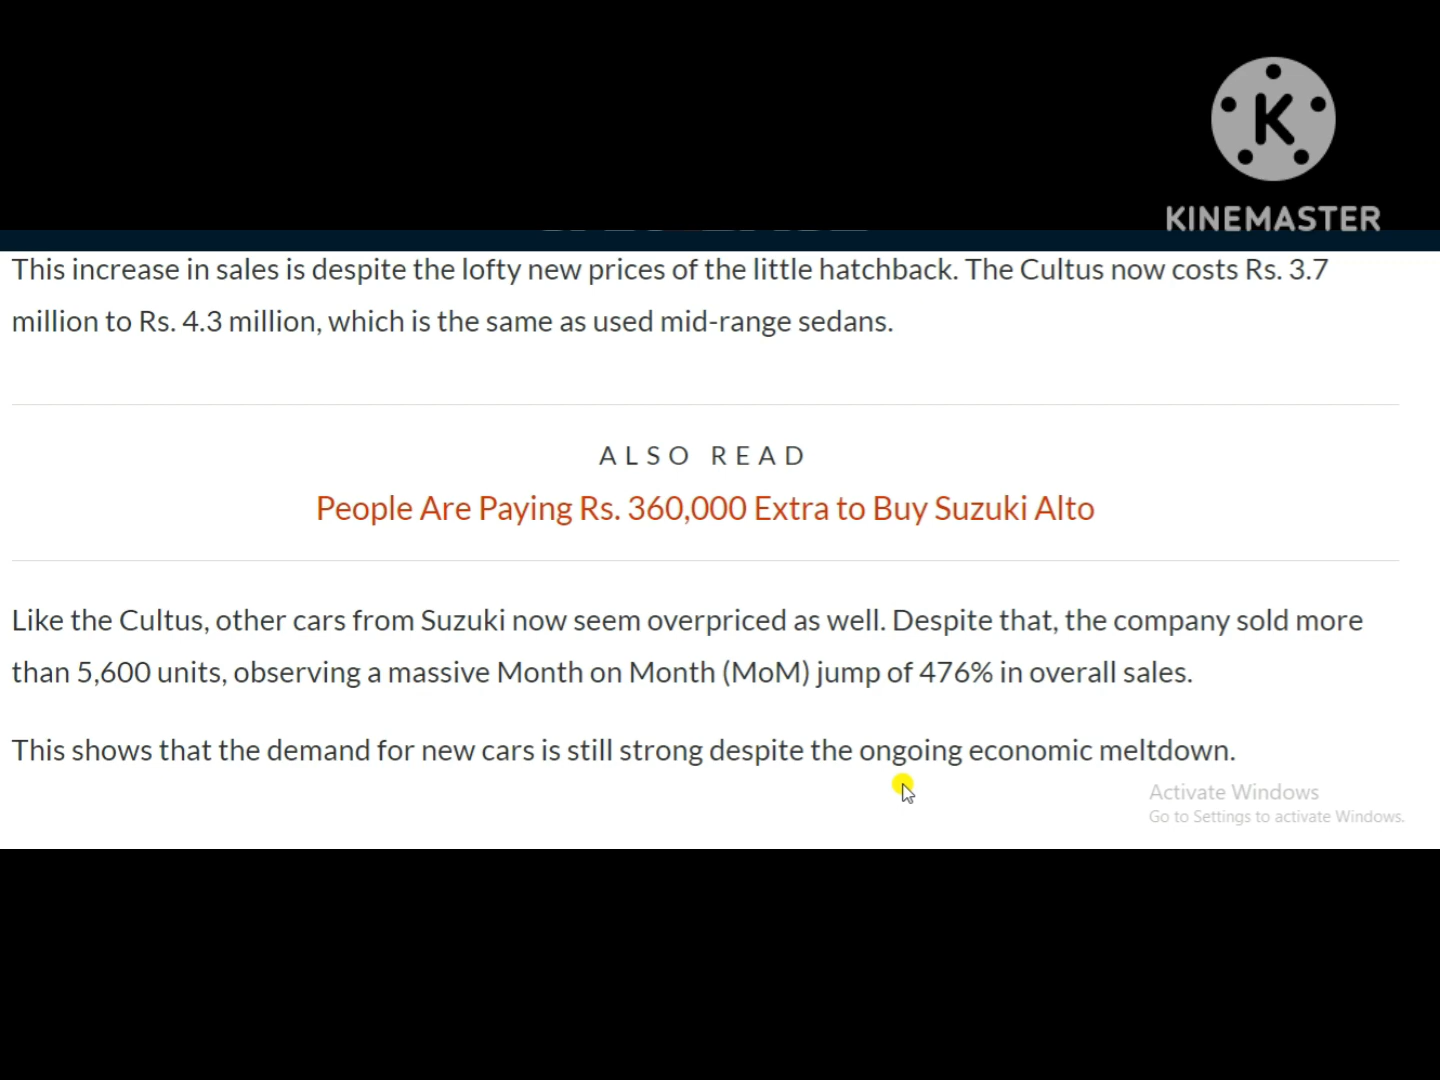 K
KINEMASTER
This increase in sales is despite the lofty new prices of the little hatchback. The Cultus now costs Rs. 3.7
million to Rs. 4.3 million, which is the same as used mid-range sedans.
ALSO READ
People Are Paying Rs. 360,000 Extra to Buy Suzuki Alto
Like the Cultus, other cars from Suzuki now seem overpriced as well. Despite that, the company sold more
than 5,600 units, observing a massive Month on Month (MoM) jump of 476% in overall sales.
This shows that the demand for new cars is still strong despite the ongoing economic meltdown.
Activate Windows
Go to Settings to activate Windows.